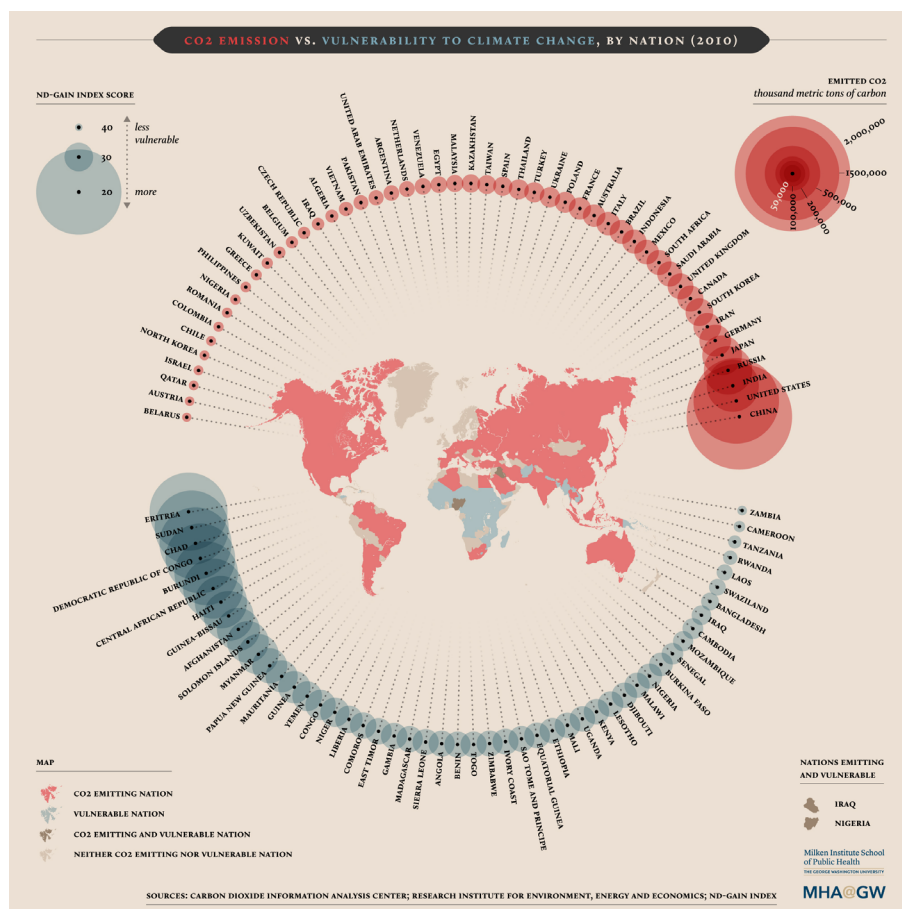 CO2 EMISSION VS. VULNERABILITY TO CLIMATE CHANGE, BY NATION (2010)
ND-GAIN INDEX SCORE
40
30
20
less
vulnerable
more
EMITTED CO2
thousand metric tons of carbon
2,000,000
1500,000
500,000
200,000
100,000
50,000
BELARUS
AUSTRIA
QATAR
ISRAEL
NORTH KOREA
CHILE
COLOMBIA
ROMANIA
NIGERIA
PHILIPPINES
GREECE
KUWAIT
UZBEKISTAN
BELGIUM
CZECH REPUBLIC
IRAQ
ALGERIA
VIETNAM
PAKISTAN
UNITED ARAB EMIRATES
ARGENTINA
NETHERLANDS
VENEZUELA
EGYPT
MALAYSIA
KAZAKHSTAN
TAIWAN
SPAIN
THAILAND
TURKEY
UKRAINE
POLAND
FRANCE
AUSTRALIA
ITALY
BRAZIL
INDONESIA
MEXICO
SOUTH AFRICA
SAUDI ARABIA
UNITED KINGDOM
CANADA
SOUTH KOREA
IRAN
GERMANY
JAPAN
RUSSIA
INDIA
UNITED STATES
CHINA
ERITREA
SUDAN
CHAD
DEMOCRATIC REPUBLIC OF CONGO
BURUNDI
CENTRAL AFRICAN REPUBLIC
HAITI
GUINEA-BISSAU
AFGHANISTAN
SOLOMON ISLANDS
MYANMAR
PAPUA NEW GUINEA
MAURITANIA
GUINEA
YEMEN
CONGO
NIGER
LIBERIA
COMOROS
EAST TIMOR
GAMBIA
MADAGASCAR
SIERRA LEONE
ANGOLA
BENIN
TOGO
ZIMBABWE
IVORY COAST
SAO TOME AND PRINCIPE
EQUATORIAL GUINEA
ETHIOPIA
MALI
UGANDA
KENYA
LESOTHO
DJIBOUTI
MALAWI
NIGERIA
BURKINA FASO
SENEGAL
MOZAMBIQUE
CAMBODIA
IRAQ
BANGLADESH
SWAZILAND
LAOS
RWANDA
TANZANIA
CAMEROON
ZAMBIA
MAP
CO2 EMITTING NATION
VULNERABLE NATION
CO2 EMITTING AND VULNERABLE NATION
NEITHER CO2 EMITTING NOR VULNERABLE NATION
NATIONS EMITTING
AND VULNERABLE
IRAQ
NIGERIA
Milken Institute School
of Public Health
THE GEORGE WASHINGTON UNIVERSITY
MHA@GW
SOURCES: CARBON DIOXIDE INFORMATION ANALYSIS CENTER; RESEARCH INSTITUTE FOR ENVIRONMENT, ENERGY AND ECONOMICS; ND-GAIN INDEX